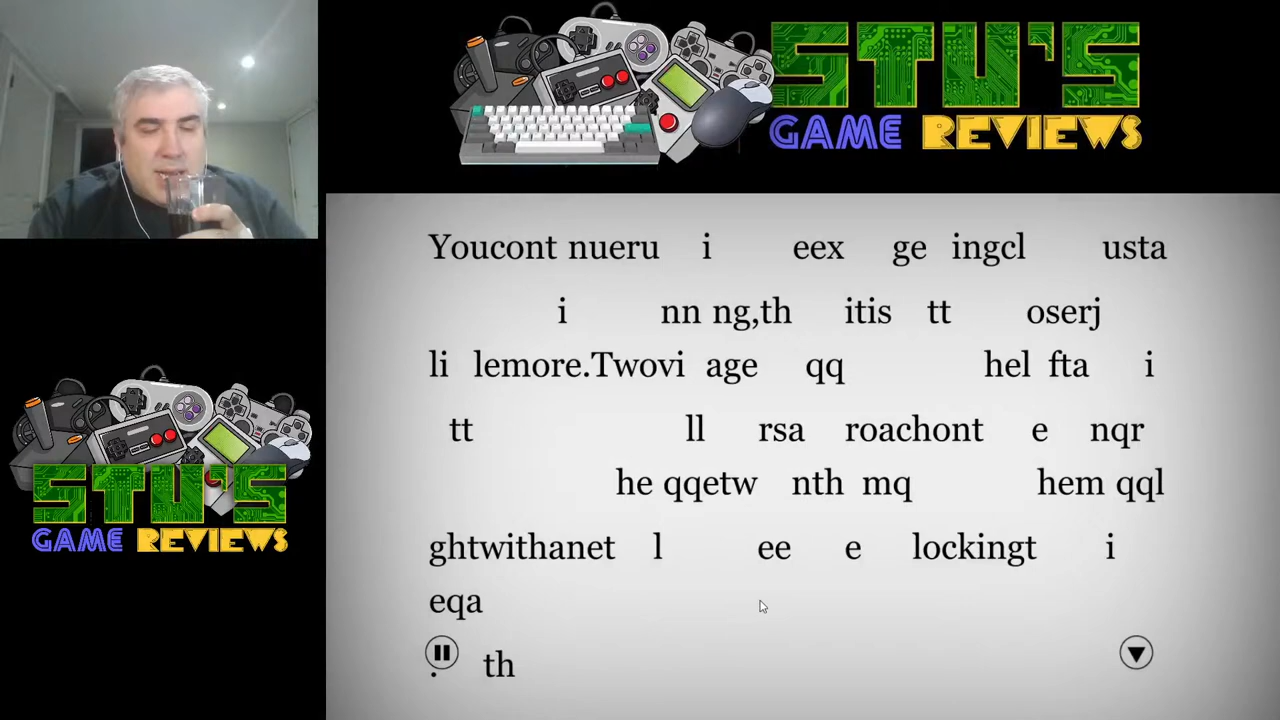 STU'S
GAME REVIEWS
Youcont nueru i eex ge ingcl usta
i nn ng,th itis tt oserj
li lemore.Twovi age qq hel fta i
tt ll rsa roachont e nqr
he qqetw nth mq hem qql
ghtwithanet l ee e lockingt i
eqa
. th
STU'S
GAME REVIEWS